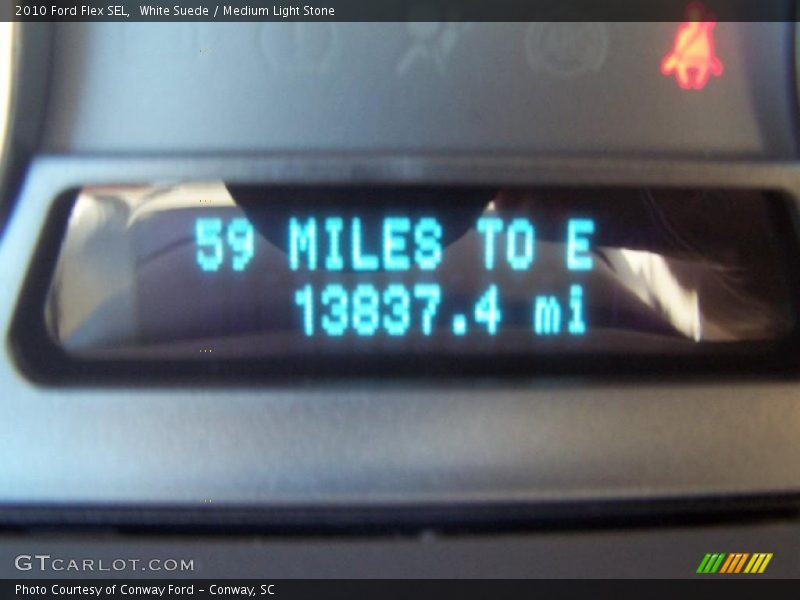 2010 Ford Flex SEL,  White Suede / Medium Light Stone
59 MILES TO E
13837.4 mi
GTCARLOT.COM
Photo Courtesy of Conway Ford - Conway, SC